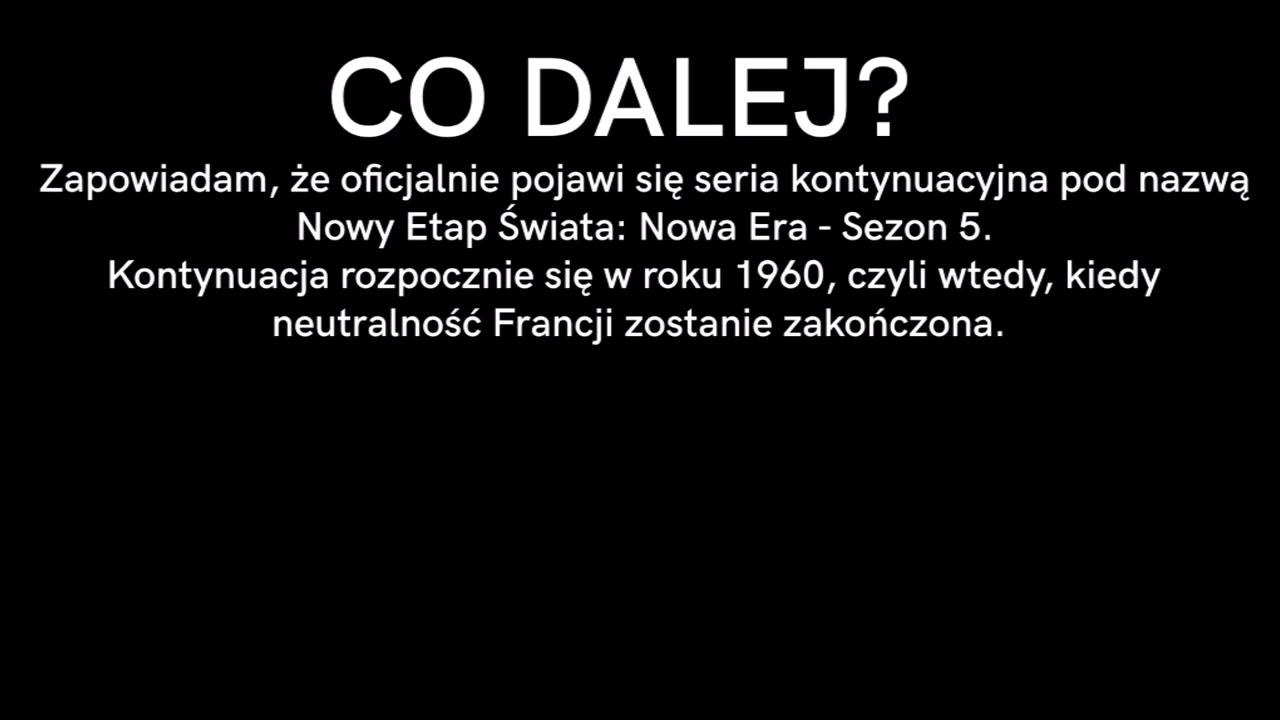 CO DALEJ?
Zapowiadam, że oficjalnie pojawi się seria kontynuacyjna pod nazwą
Nowy Etap Świata: Nowa Era - Sezon 5.
Kontynuacja rozpocznie się w roku 1960, czyli wtedy, kiedy
neutralność Francji zostanie zakończona.